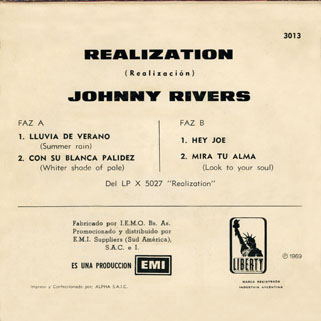 3013
REALIZATION
(Realización)
JOHNNY RIVERS
FAZ A
1. LLUVIA DE VERANO
(Summer rain)
2. CON SU BLANCA PALIDEZ
(Whiter shade of pale)
FAZ B
1. HEY JOE
2. MIRA TU ALMA
(Look to your soul)
Del LP X 5027 "Realization"
Fabricado por I.E.M.O. Bs. As.
Promocionado y distribuido por
E.M.I. Suppliers (Sud América),
S.A.C. e I.
ES UNA PRODUCCION EMI
LIBERTY
MARCA REGISTRADA
INDUSTRIA ARGENTINA
Ⓟ 1969
Impreso y Confeccionado por: ALPHA S.A.I.C.